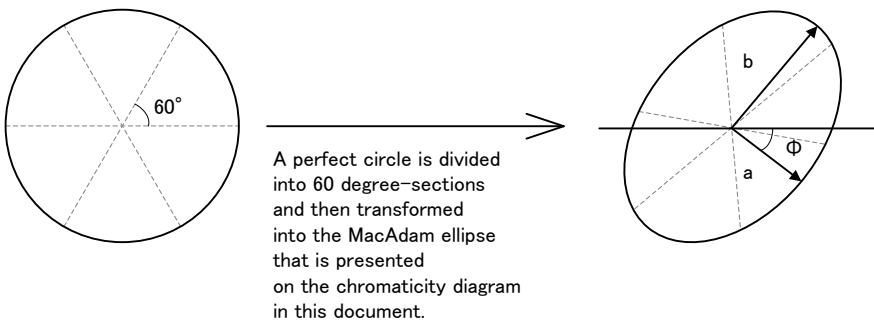 60°
A perfect circle is divided
into 60 degree-sections
and then transformed
into the MacAdam ellipse
that is presented
on the chromaticity diagram
in this document.
b
Φ
a